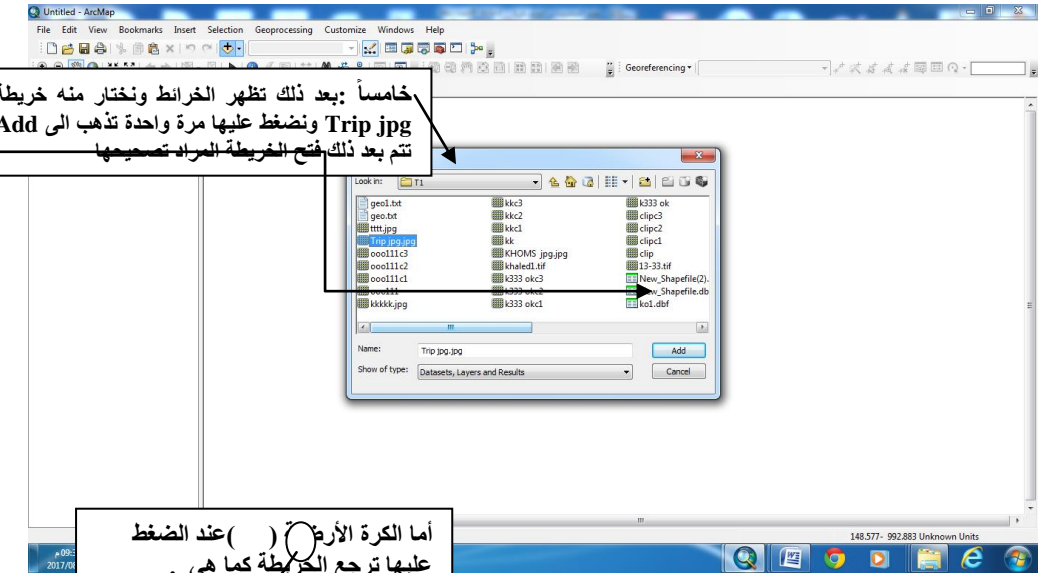 Untitled - ArcMap
File Edit View Bookmarks Insert Selection Geoprocessing Customize Windows Help
Georeferencing
خامساً :بعد ذلك تظهر الخرائط ونختار منه خريطة
Trip jpg ونضغط عليها مرة واحدة تذهب الى Add
تتم بعد ذلك فتح الخريطة المراد تصحيحها
Look in: T1
geo1.txt kkc3 k333 ok
geo.txt kkc2 clipc3
tttt.jpg kkc1 clipc2
Trip jpg.jpg kk clipc1
ooo111c3 KHOMS jpg.jpg clip
ooo111c2 khaled1.tif 13-33.tif
ooo111c1 k333 okc3 New_Shapefile(2).
ooo111 k333 okc2 New_Shapefile.db
kkkkk.jpg k333 okc1 ko1.dbf
Name: Trip jpg.jpg Add
Show of type: Datasets, Layers and Results Cancel
أما الكرة الأرضية ( )عند الضغط
عليها ترجع الخريطة كما هي .
148.577- 992.883 Unknown Units